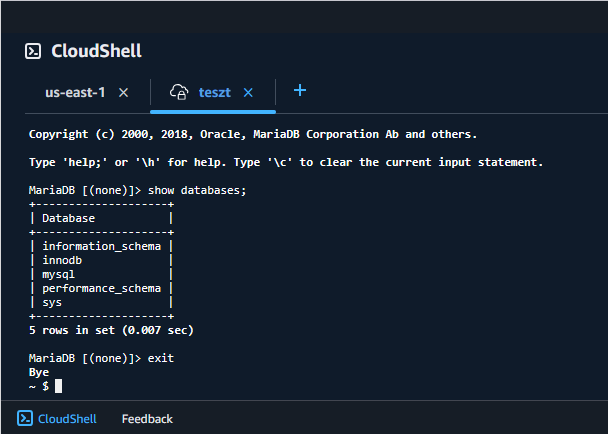 CloudShell
us-east-1
teszt
Copyright (c) 2000, 2018, Oracle, MariaDB Corporation Ab and others.
Type 'help;' or '\h' for help. Type '\c' to clear the current input statement.
MariaDB [(none)]> show databases;
+--------------------+
| Database           |
+--------------------+
| information_schema |
| innodb             |
| mysql              |
| performance_schema |
| sys                |
+--------------------+
5 rows in set (0.007 sec)
MariaDB [(none)]> exit
Bye
~ $
CloudShell Feedback